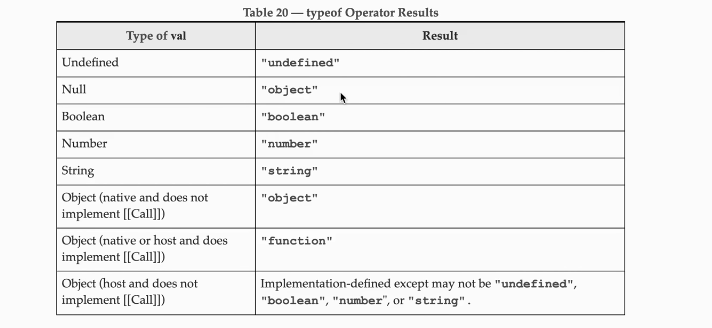 Table 20 — typeof Operator Results
Type of val Result
Undefined "undefined"
Null "object"
Boolean "boolean"
Number "number"
String "string"
Object (native and does not
implement [[Call]]) "object"
Object (native or host and does
implement [[Call]]) "function"
Object (host and does not
implement [[Call]]) Implementation-defined except may not be "undefined",
"boolean", "number", or "string".